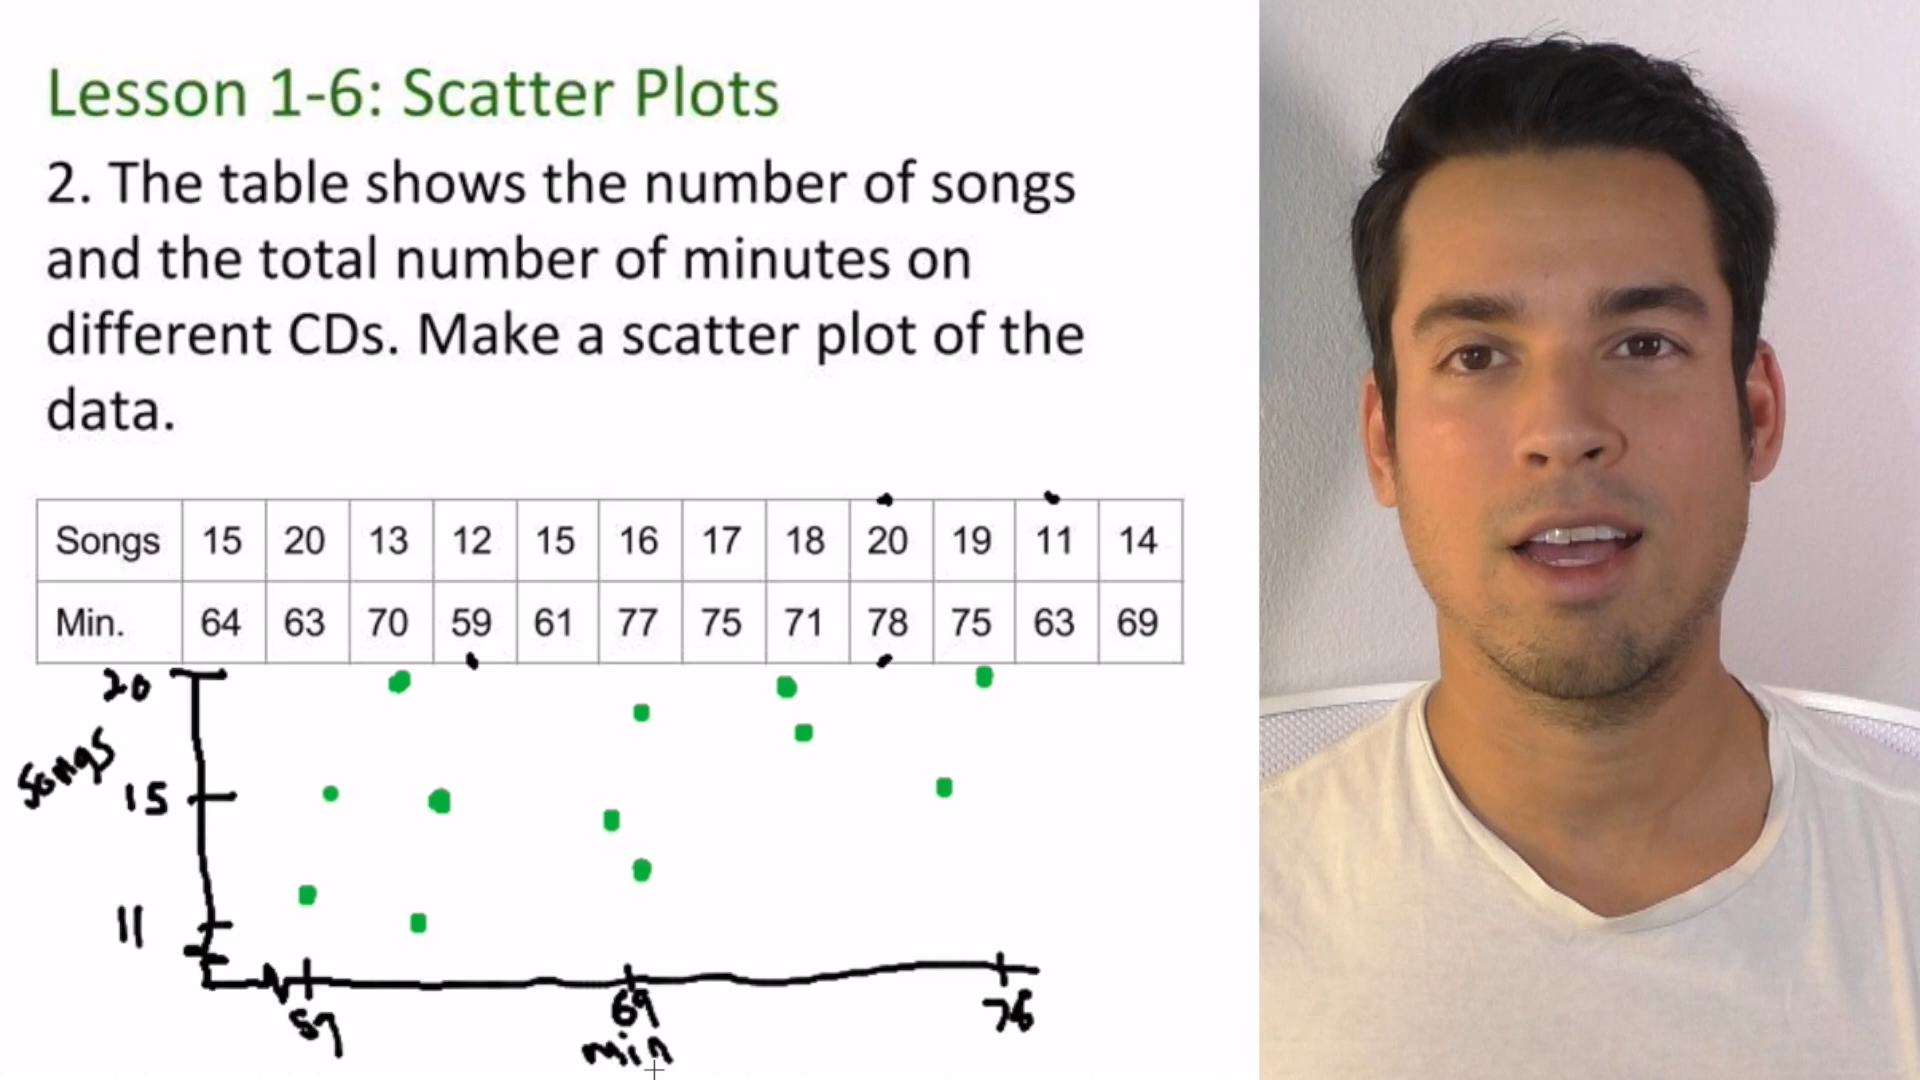 Lesson 1-6: Scatter Plots
2. The table shows the number of songs
and the total number of minutes on
different CDs. Make a scatter plot of the
data.
Songs 15 20 13 12 15 16 17 18 20 19 11 14
Min. 64 63 70 59 61 77 75 71 78 75 63 69
20
songs
15
11
59
69
78
min